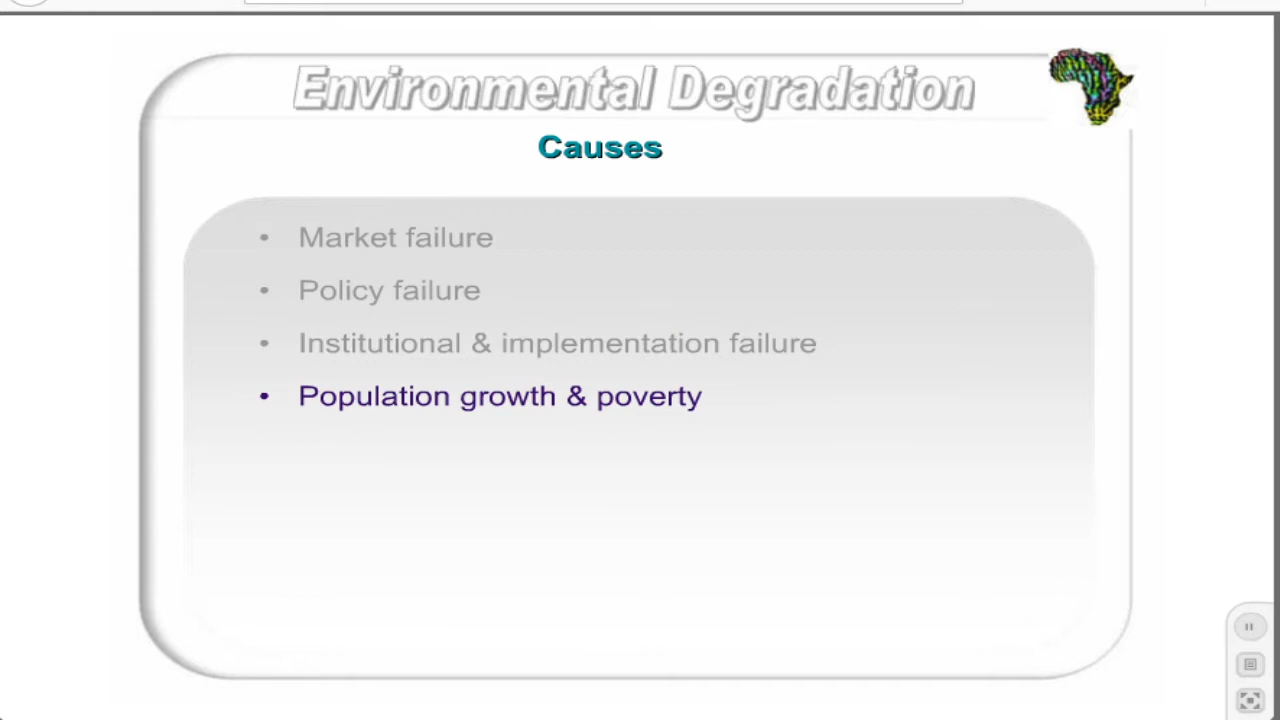 Environmental Degradation
Causes
• Market failure
• Policy failure
• Institutional & implementation failure
• Population growth & poverty